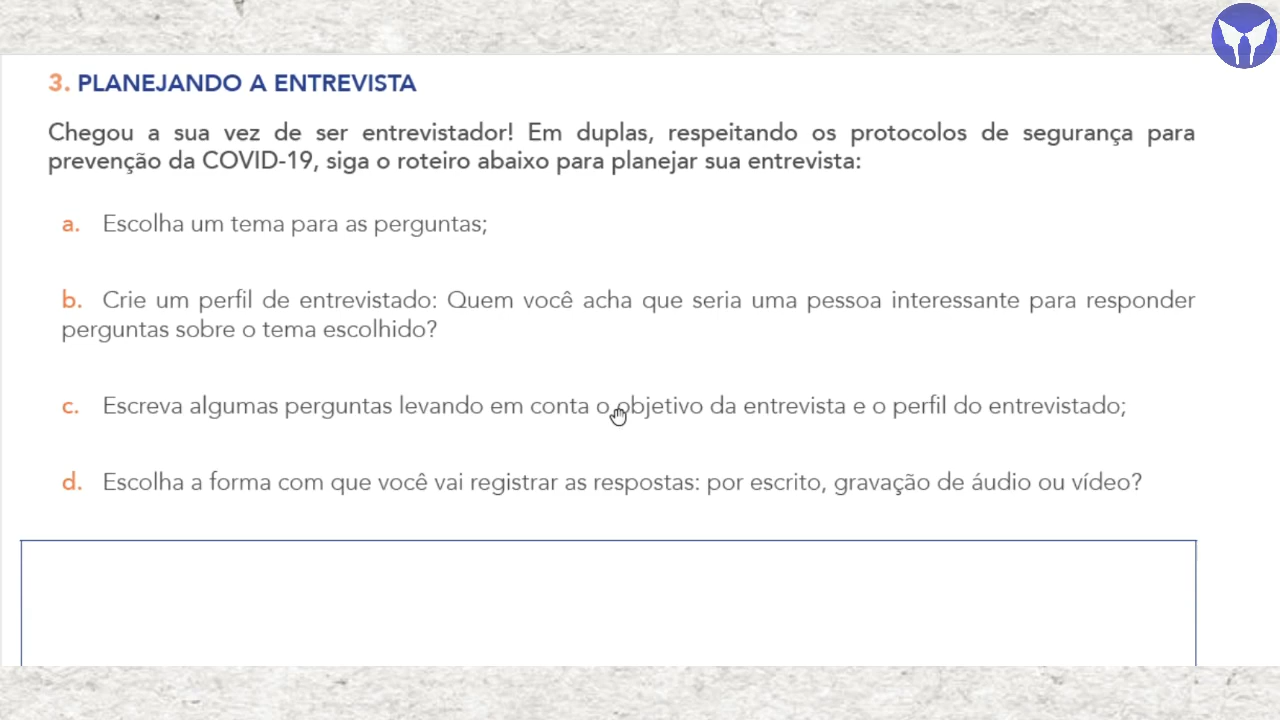 3. PLANEJANDO A ENTREVISTA
Chegou a sua vez de ser entrevistador! Em duplas, respeitando os protocolos de segurança para
prevenção da COVID-19, siga o roteiro abaixo para planejar sua entrevista:
a. Escolha um tema para as perguntas;
b. Crie um perfil de entrevistado: Quem você acha que seria uma pessoa interessante para responder
perguntas sobre o tema escolhido?
c. Escreva algumas perguntas levando em conta o objetivo da entrevista e o perfil do entrevistado;
d. Escolha a forma com que você vai registrar as respostas: por escrito, gravação de áudio ou vídeo?